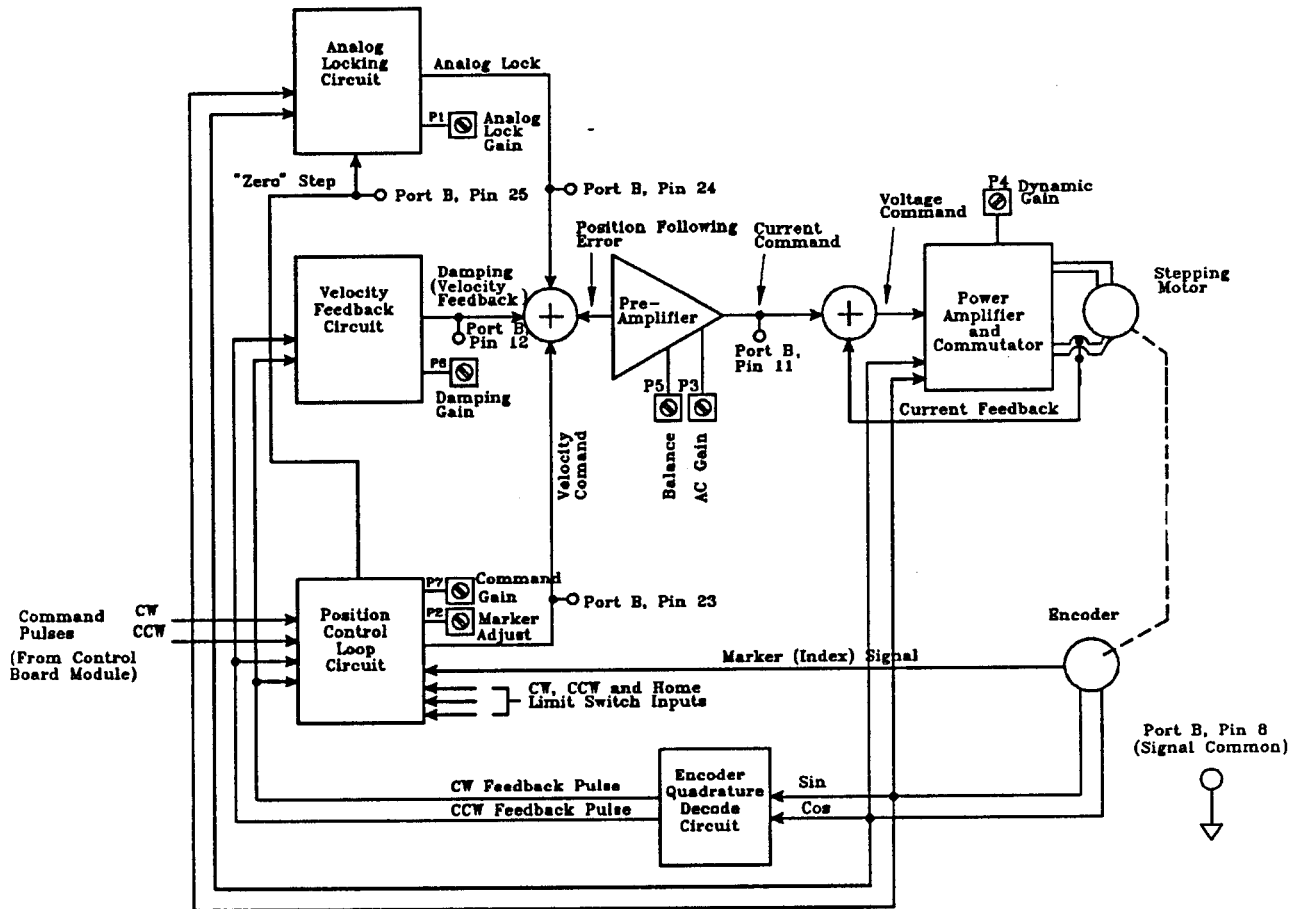 Analog
Locking
Circuit
Analog Lock
P1
Analog
Lock
Gain
"Zero" Step
Port B, Pin 25
Port B, Pin 24
Position Following
Error
Current
Command
Voltage
Command
P4
Dynamic
Gain
Velocity
Feedback
Circuit
Damping
(Velocity
Feedback)
Port B,
Pin 12
P6
Damping
Gain
+
Pre-
Amplifier
Port B,
Pin 11
+
Power
Amplifier
and
Commutator
Stepping
Motor
P5
P3
Balance
AC Gain
Current Feedback
Velocity
Comand
Command CW
Pulses CCW
(From Control
Board Module)
Position
Control
Loop
Circuit
P7
Command
Gain
P2
Marker
Adjust
Port B, Pin 23
Encoder
Marker (Index) Signal
CW, CCW and Home
Limit Switch Inputs
CW Feedback Pulse
CCW Feedback Pulse
Encoder
Quadrature
Decode
Circuit
Sin
Cos
Port B, Pin 8
(Signal Common)